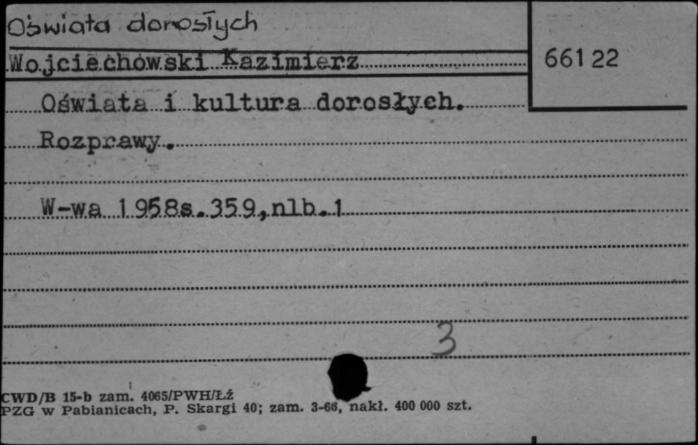 Oświata dorosłych
Wojciechowski Kazimierz
66122
Oświata i kultura dorosłych.
Rozprawy.
W-wa 1958s.359,nlb.1
3
CWD/B 15-b zam. 4065/PWH/Łź
PZG w Pabianicach, P. Skargi 40; zam. 3-66, nakł. 400 000 szt.